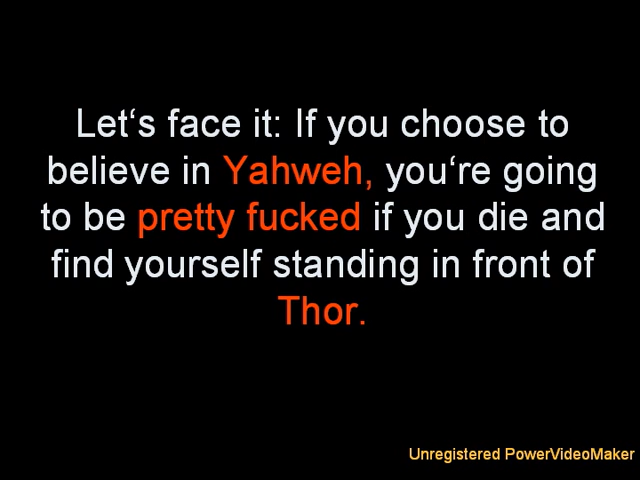 Let‘s face it: If you choose to
believe in Yahweh, you‘re going
to be pretty fucked if you die and
find yourself standing in front of
Thor.
Unregistered PowerVideoMaker